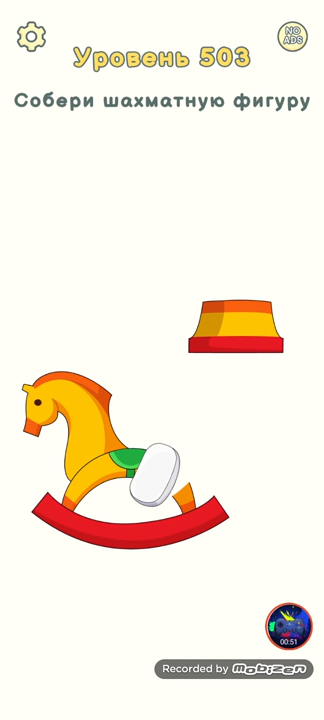 NO
ADS
Уровень 503
Собери шахматную фигуру
00:51
Recorded by Mobizen